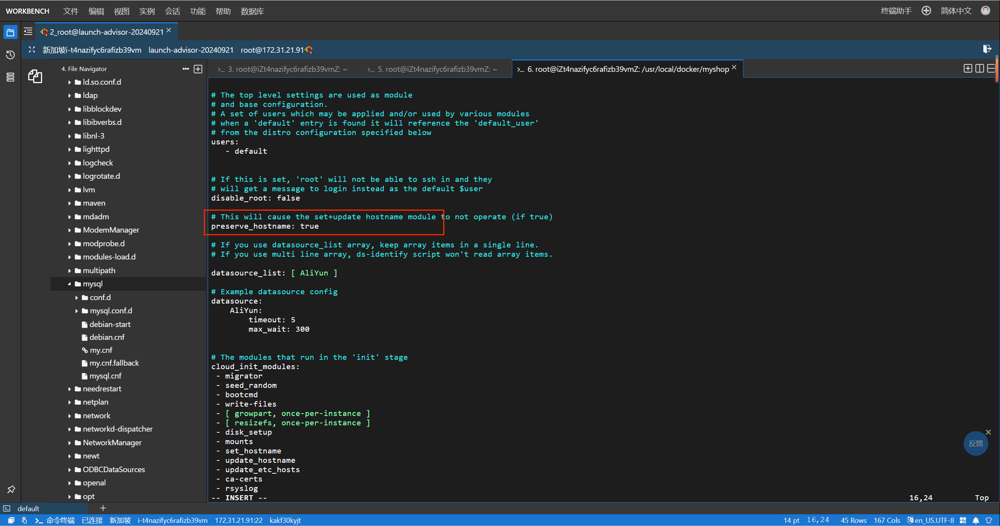 WORKBENCH 文件 编辑 视图 实例 会话 功能 帮助 数据库 终端助手 简体中文
2_root@launch-advisor-20240921
新加坡i-t4nazifyc6rafizb39vm launch-advisor-20240921 root@172.31.21.91
4. File Navigator
3. root@iZt4nazifyc6rafizb39vmZ: ~
5. root@iZt4nazifyc6rafizb39vmZ: ~
6. root@iZt4nazifyc6rafizb39vmZ: /usr/local/docker/myshop
ld.so.conf.d
ldap
libblockdev
libibverbs.d
libnl-3
lighttpd
logcheck
logrotate.d
lvm
maven
mdadm
ModemManager
modprobe.d
modules-load.d
multipath
mysql
conf.d
mysql.conf.d
debian-start
debian.cnf
my.cnf
my.cnf.fallback
mysql.cnf
needrestart
netplan
network
networkd-dispatcher
NetworkManager
newt
ODBCDataSources
openal
opt
# The top level settings are used as module
# and base configuration.
# A set of users which may be applied and/or used by various modules
# when a 'default' entry is found it will reference the 'default_user'
# from the distro configuration specified below
users:
- default
# If this is set, 'root' will not be able to ssh in and they
# will get a message to login instead as the default $user
disable_root: false
# This will cause the set+update hostname module to not operate (if true)
preserve_hostname: true
# If you use datasource_list array, keep array items in a single line.
# If you use multi line array, ds-identify script won't read array items.
datasource_list: [ AliYun ]
# Example datasource config
datasource:
AliYun:
timeout: 5
max_wait: 300
# The modules that run in the 'init' stage
cloud_init_modules:
- migrator
- seed_random
- bootcmd
- write-files
- [ growpart, once-per-instance ]
- [ resizefs, once-per-instance ]
- disk_setup
- mounts
- set_hostname
- update_hostname
- update_etc_hosts
- ca-certs
- rsyslog
-- INSERT -- 16,24 Top
反馈
default
命令终端 已连接 新加坡 i-t4nazifyc6rafizb39vm 172.31.21.91:22 kakf30kyjt 14 pt 16,24 45 Rows 167 Cols en_US.UTF-8